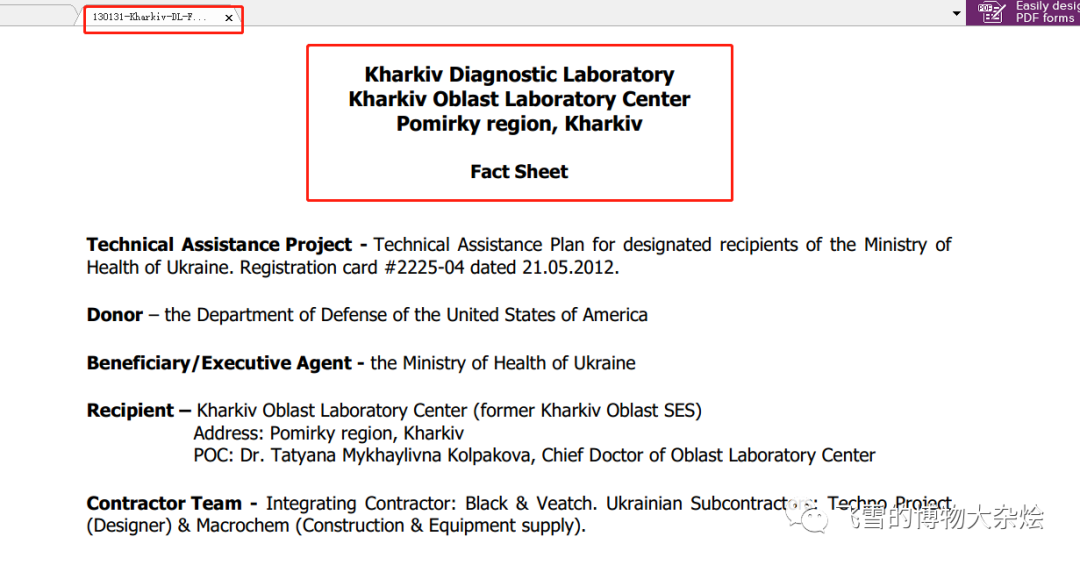 130131-Kharkiv-DL-F... ×
Easily desig
PDF
PDF forms
Kharkiv Diagnostic Laboratory
Kharkiv Oblast Laboratory Center
Pomirky region, Kharkiv
Fact Sheet
Technical Assistance Project - Technical Assistance Plan for designated recipients of the Ministry of
Health of Ukraine. Registration card #2225-04 dated 21.05.2012.
Donor – the Department of Defense of the United States of America
Beneficiary/Executive Agent - the Ministry of Health of Ukraine
Recipient – Kharkiv Oblast Laboratory Center (former Kharkiv Oblast SES)
Address: Pomirky region, Kharkiv
POC: Dr. Tatyana Mykhaylivna Kolpakova, Chief Doctor of Oblast Laboratory Center
Contractor Team - Integrating Contractor: Black & Veatch. Ukrainian Subcontractors: Techno Project
(Designer) & Macrochem (Construction & Equipment supply).
飞雪的博物大杂烩